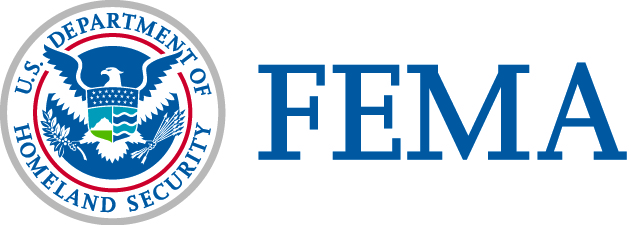 U.S. DEPARTMENT OF
HOMELAND SECURITY
FEMA